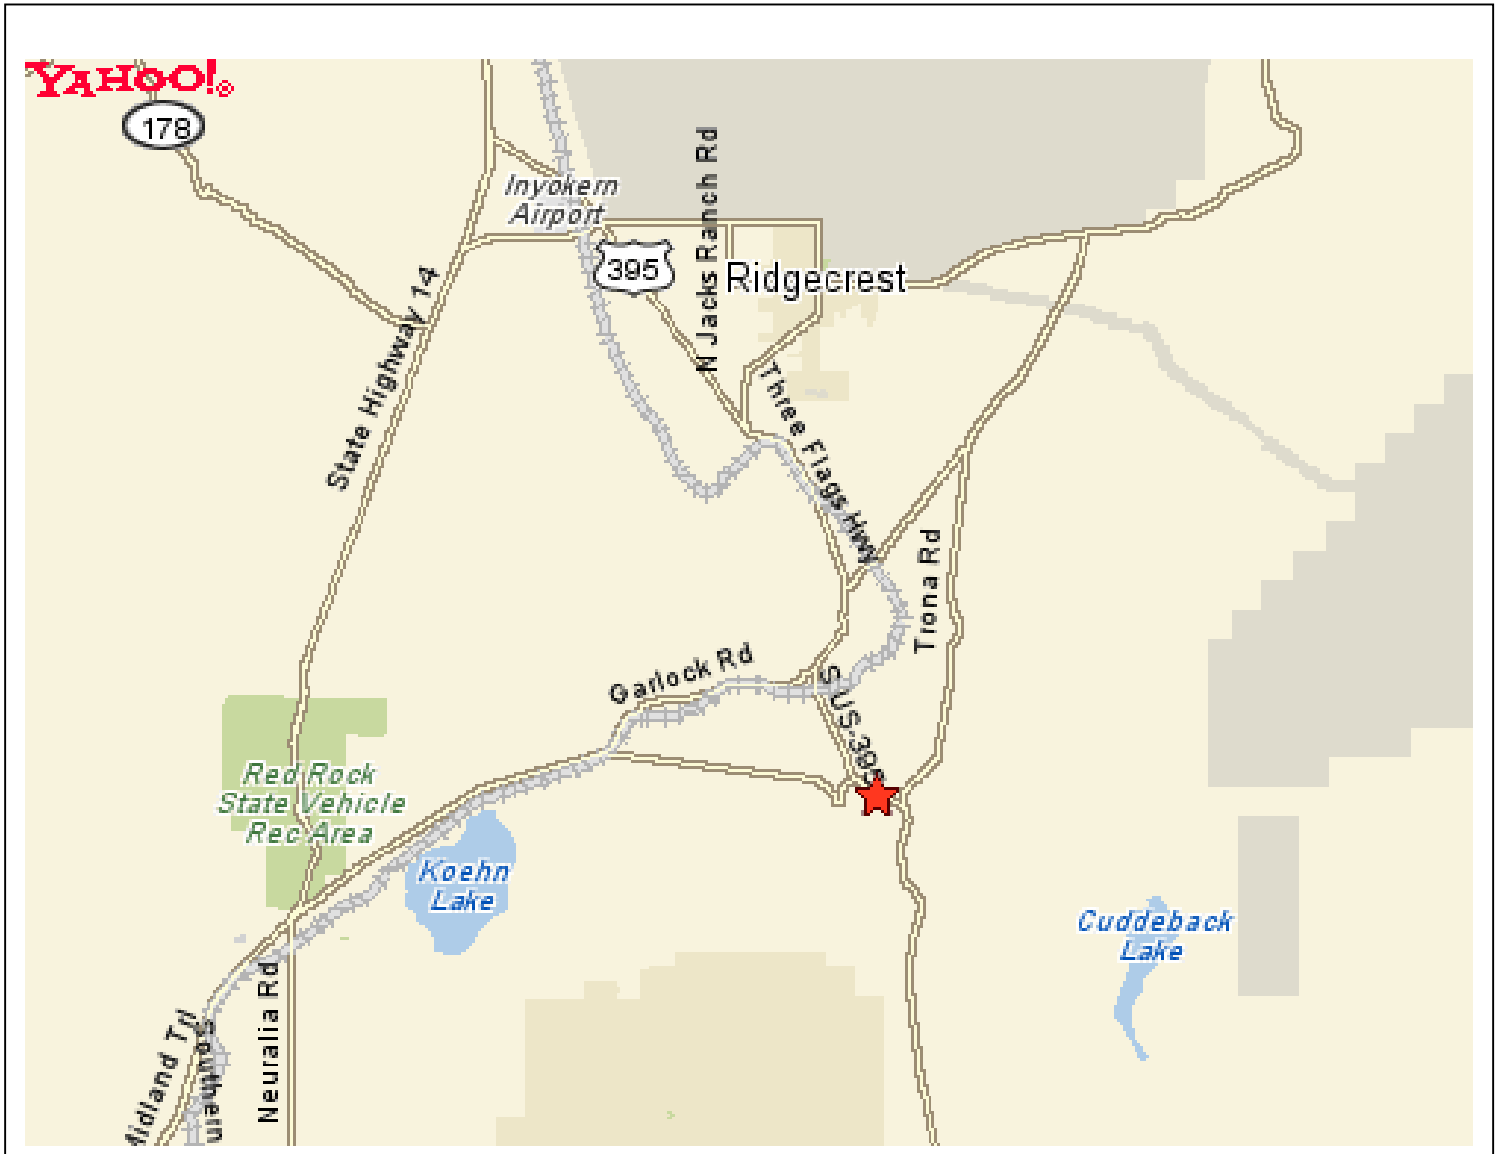 YAHOO!®
178
Inyokern
Airport
N Jacks Ranch Rd
395
Ridgecrest
State Highway 14
Three Flags Hwy
Trona Rd
Garlock Rd
S US-395
Red Rock
State Vehicle
Rec Area
Koehn
Lake
Cuddeback
Lake
Neuralia Rd
Midland Trl
Southern